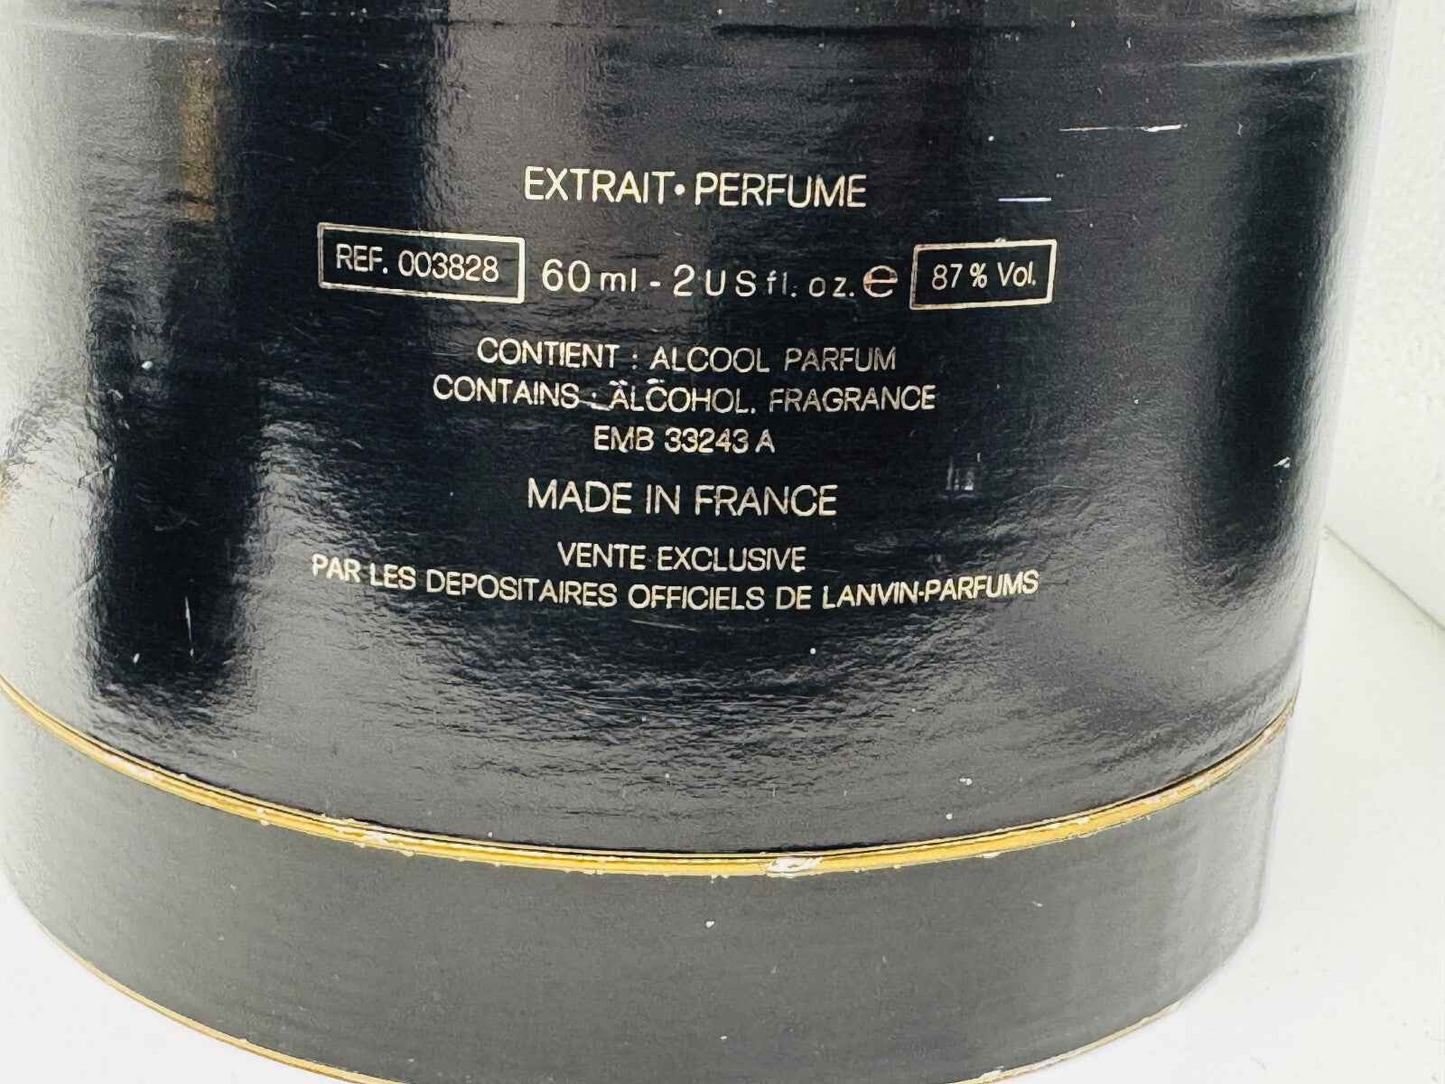 EXTRAIT• PERFUME
REF. 003828 60 ml - 2 US fl. oz. ℮ 87 % Vol.
CONTIENT : ALCOOL PARFUM
CONTAINS : ALCOHOL. FRAGRANCE
EMB 33243 A
MADE IN FRANCE
VENTE EXCLUSIVE
PAR LES DEPOSITAIRES OFFICIELS DE LANVIN-PARFUMS